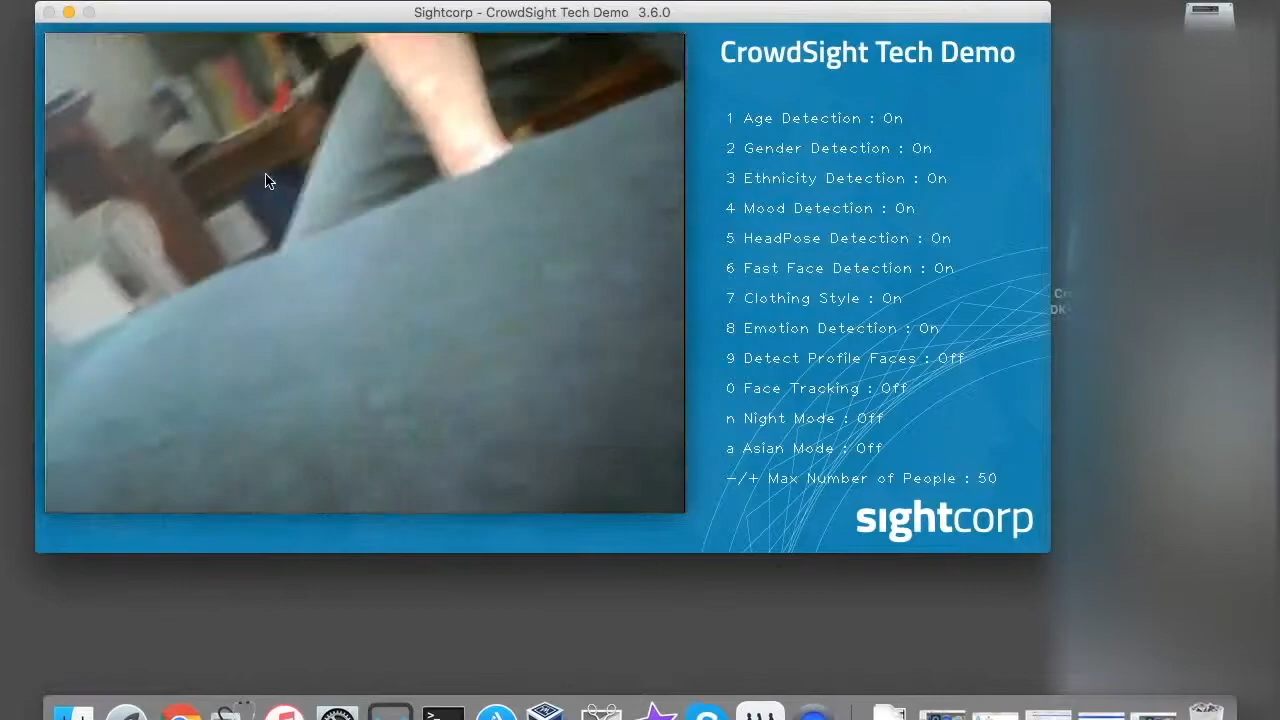 Sightcorp - CrowdSight Tech Demo 3.6.0
CrowdSight Tech Demo
1 Age Detection : On
2 Gender Detection : On
3 Ethnicity Detection : On
4 Mood Detection : On
5 HeadPose Detection : On
6 Fast Face Detection : On
7 Clothing Style : On
8 Emotion Detection : On
9 Detect Profile Faces : Off
0 Face Tracking : Off
n Night Mode : Off
a Asian Mode : Off
-/+ Max Number of People : 50
sightcorp